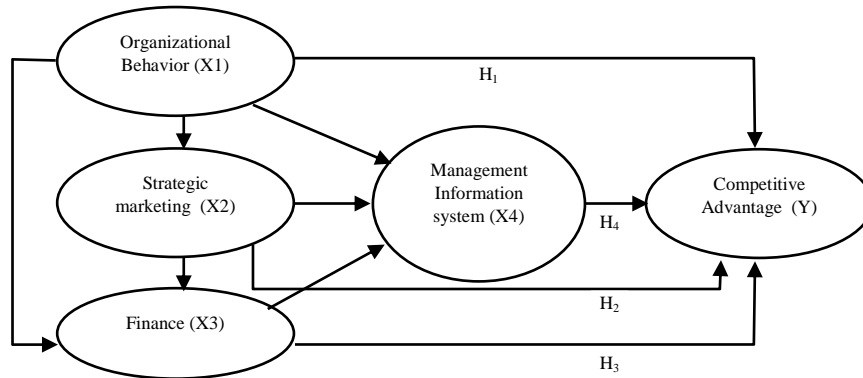 Organizational
Behavior (X1)
H1
Strategic
marketing (X2)
Management
Information
system (X4)
Competitive
Advantage (Y)
H4
H2
Finance (X3)
H3